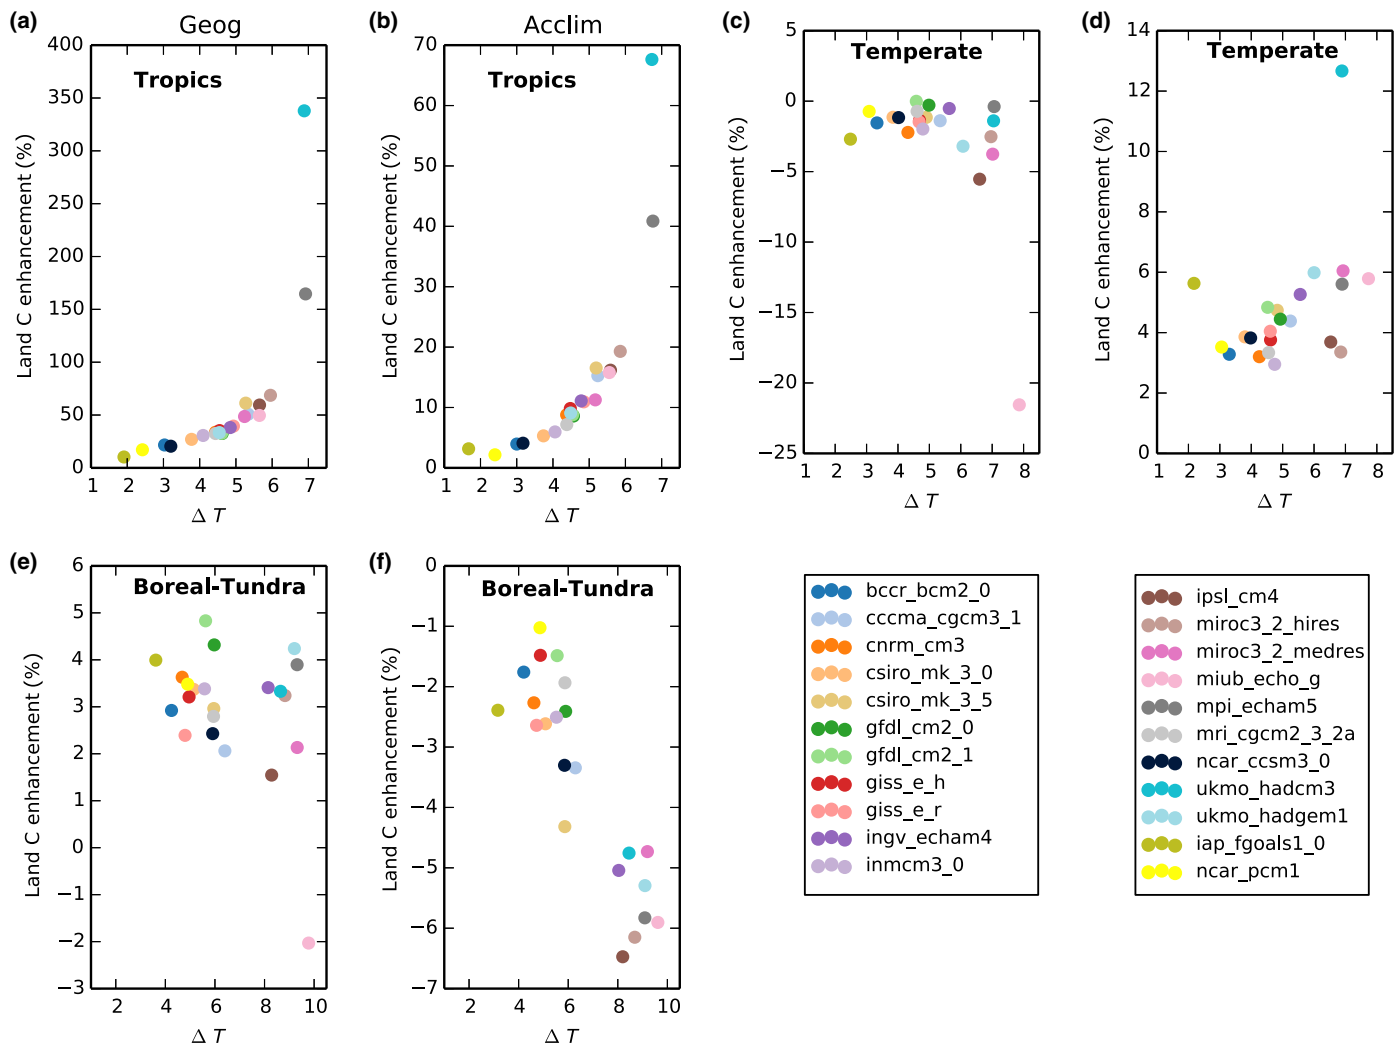 (a) Geog (b) Acclim (c) (d)
400
350
300
250
200
150
100
50
0
Land C enhancement (%)
Tropics
1 2 3 4 5 6 7
Δ T
70
60
50
40
30
20
10
0
Land C enhancement (%)
Tropics
1 2 3 4 5 6 7
Δ T
5
0
−5
−10
−15
−20
−25
Land C enhancement (%)
Temperate
1 2 3 4 5 6 7 8
Δ T
14
12
10
8
6
4
2
0
Land C enhancement (%)
Temperate
1 2 3 4 5 6 7 8
Δ T
(e)
6
5
4
3
2
1
0
−1
−2
−3
Land C enhancement (%)
Boreal-Tundra
2 4 6 8 10
Δ T
(f)
0
−1
−2
−3
−4
−5
−6
−7
Land C enhancement (%)
Boreal-Tundra
2 4 6 8 10
Δ T
bccr_bcm2_0
cccma_cgcm3_1
cnrm_cm3
csiro_mk_3_0
csiro_mk_3_5
gfdl_cm2_0
gfdl_cm2_1
giss_e_h
giss_e_r
ingv_echam4
inmcm3_0
ipsl_cm4
miroc3_2_hires
miroc3_2_medres
miub_echo_g
mpi_echam5
mri_cgcm2_3_2a
ncar_ccsm3_0
ukmo_hadcm3
ukmo_hadgem1
iap_fgoals1_0
ncar_pcm1